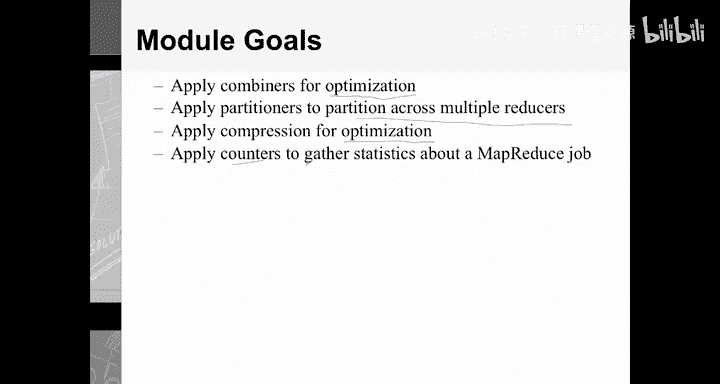 bilibili
Module Goals
– Apply combiners for optimization
– Apply partitioners to partition across multiple reducers
– Apply compression for optimization
– Apply counters to gather statistics about a MapReduce job